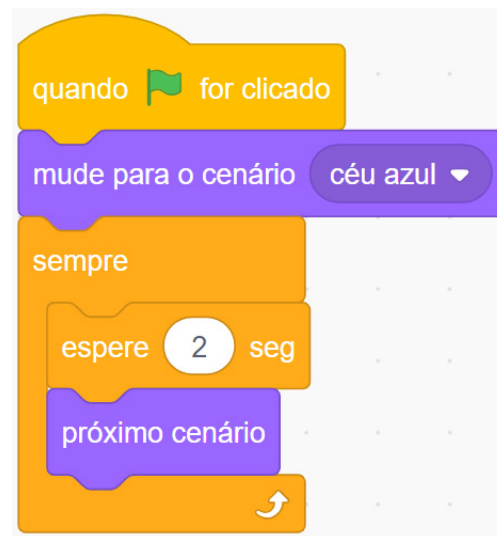 quando for clicado
mude para o cenário céu azul
sempre
espere 2 seg
próximo cenário